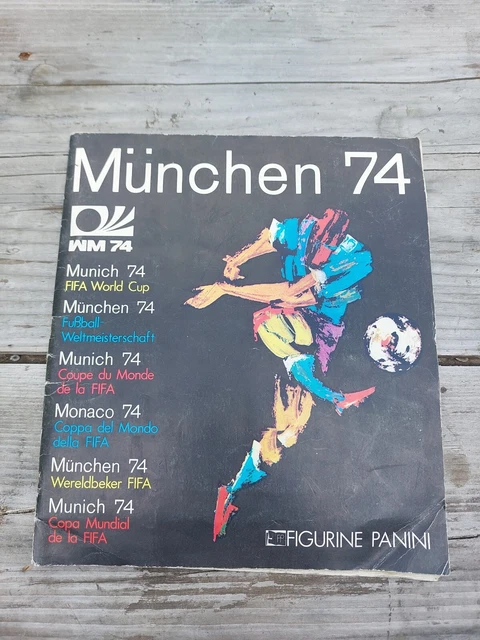 München 74
WM 74
Munich 74
FIFA World Cup
München 74
Fußball
Weltmeisterschaft
Munich 74
Coupe du Monde
de la FIFA
Monaco 74
Coppa del Mondo
della FIFA
München 74
Wereldbeker FIFA
Munich 74
Copa Mundial
de la FIFA
FIGURINE PANINI